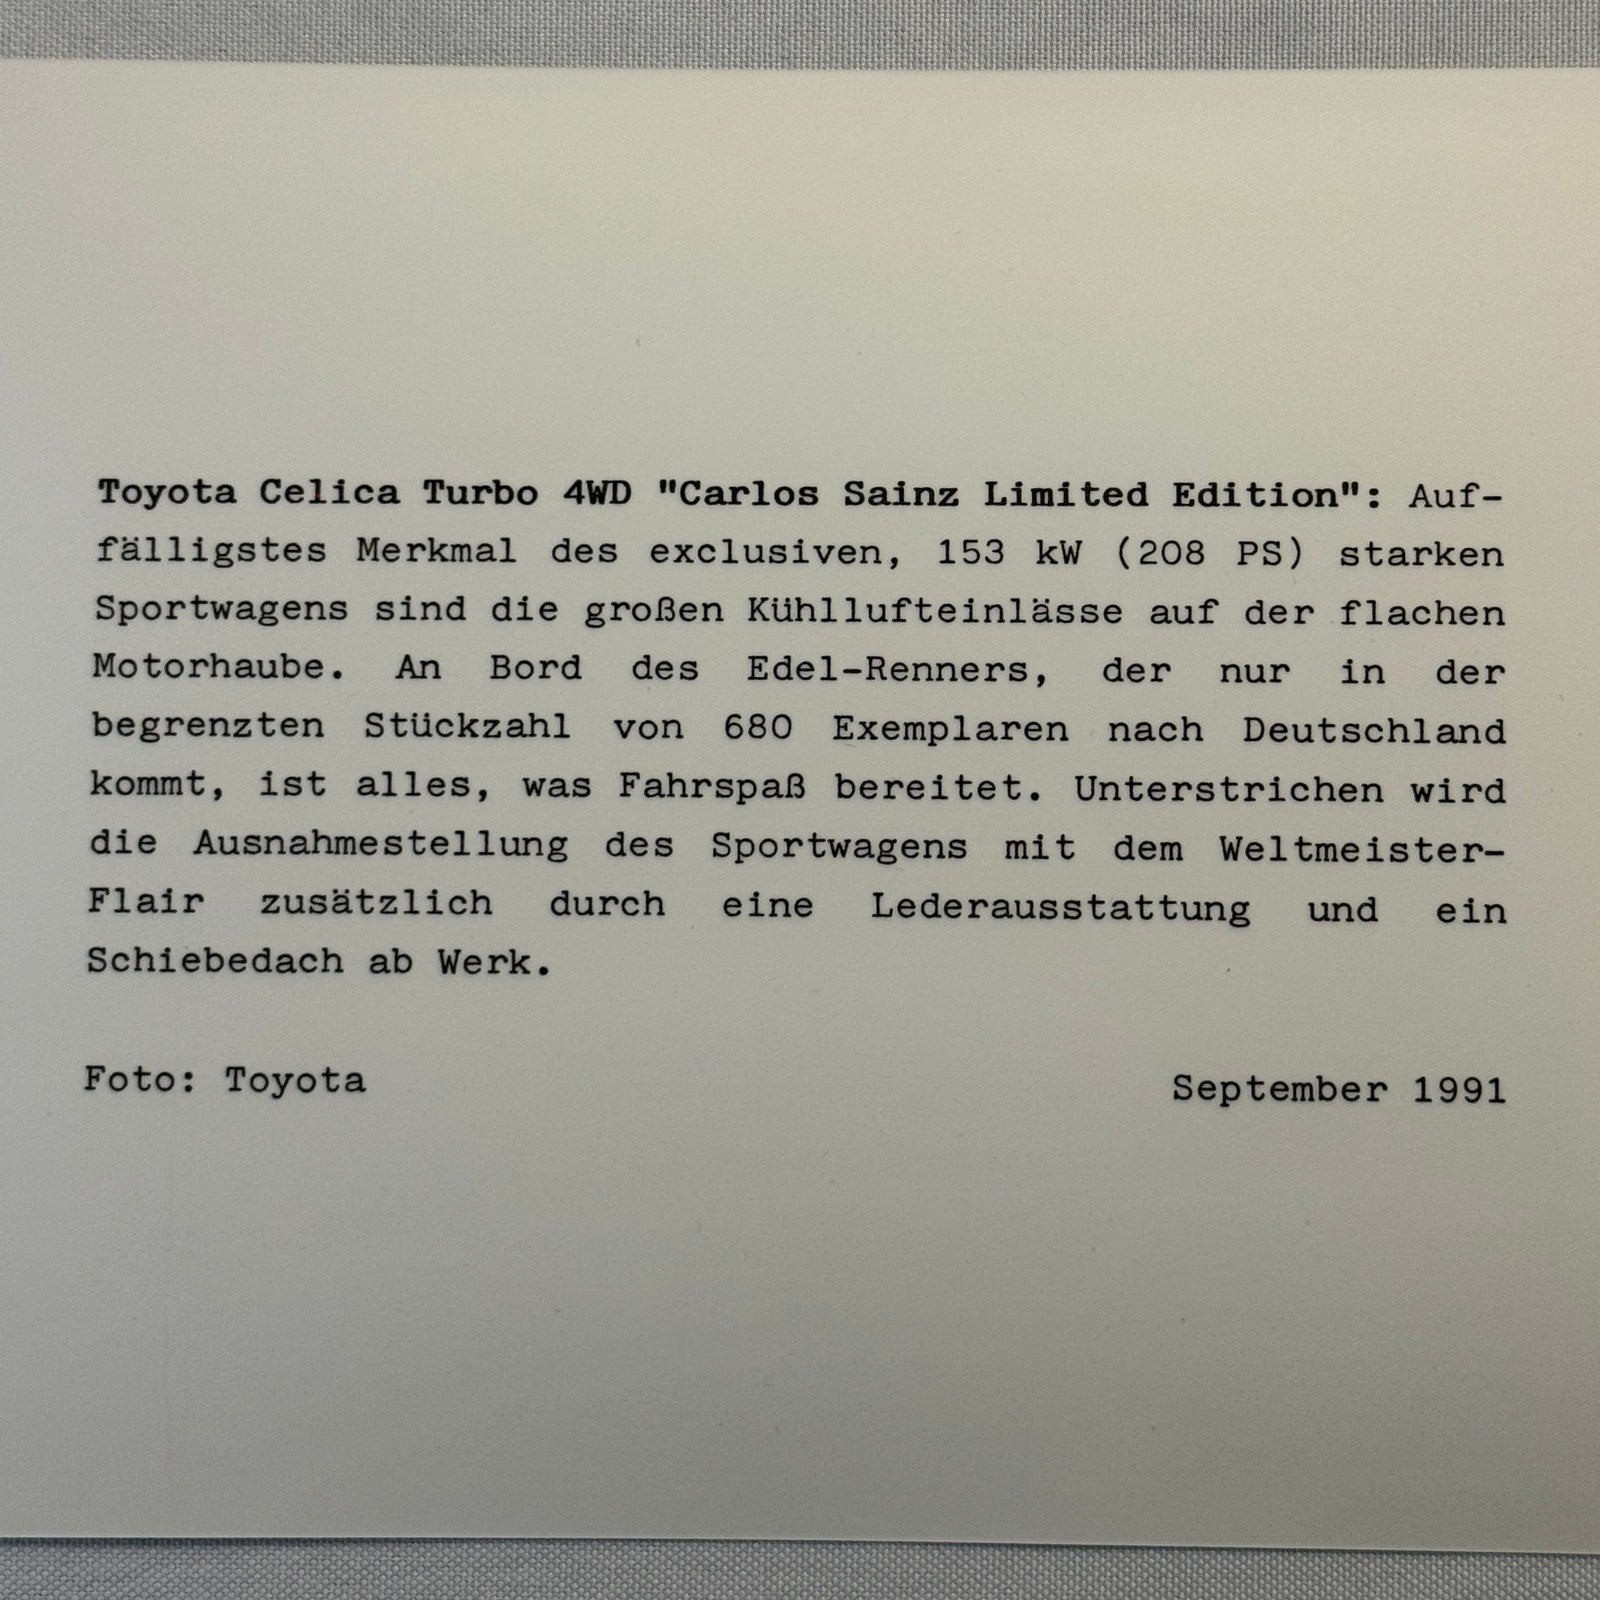 Toyota Celica Turbo 4WD "Carlos Sainz Limited Edition": Auf-
fälligstes Merkmal des exclusiven, 153 kW (208 PS) starken
Sportwagens sind die großen Kühllufteinlässe auf der flachen
Motorhaube. An Bord des Edel-Renners, der nur in der
begrenzten Stückzahl von 680 Exemplaren nach Deutschland
kommt, ist alles, was Fahrspaß bereitet. Unterstrichen wird
die Ausnahmestellung des Sportwagens mit dem Weltmeister-
Flair zusätzlich durch eine Lederausstattung und ein
Schiebedach ab Werk.
Foto: Toyota September 1991